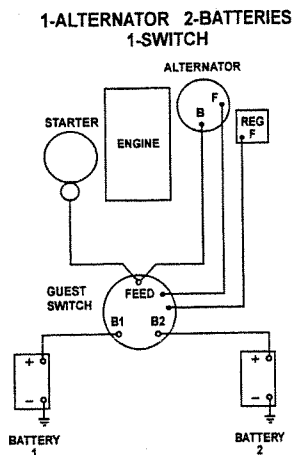 1-ALTERNATOR 2-BATTERIES
1-SWITCH
ALTERNATOR
F
B
STARTER
ENGINE
REG
F
GUEST
SWITCH
FEED
B1 B2
+
−
BATTERY
1
+
−
BATTERY
2